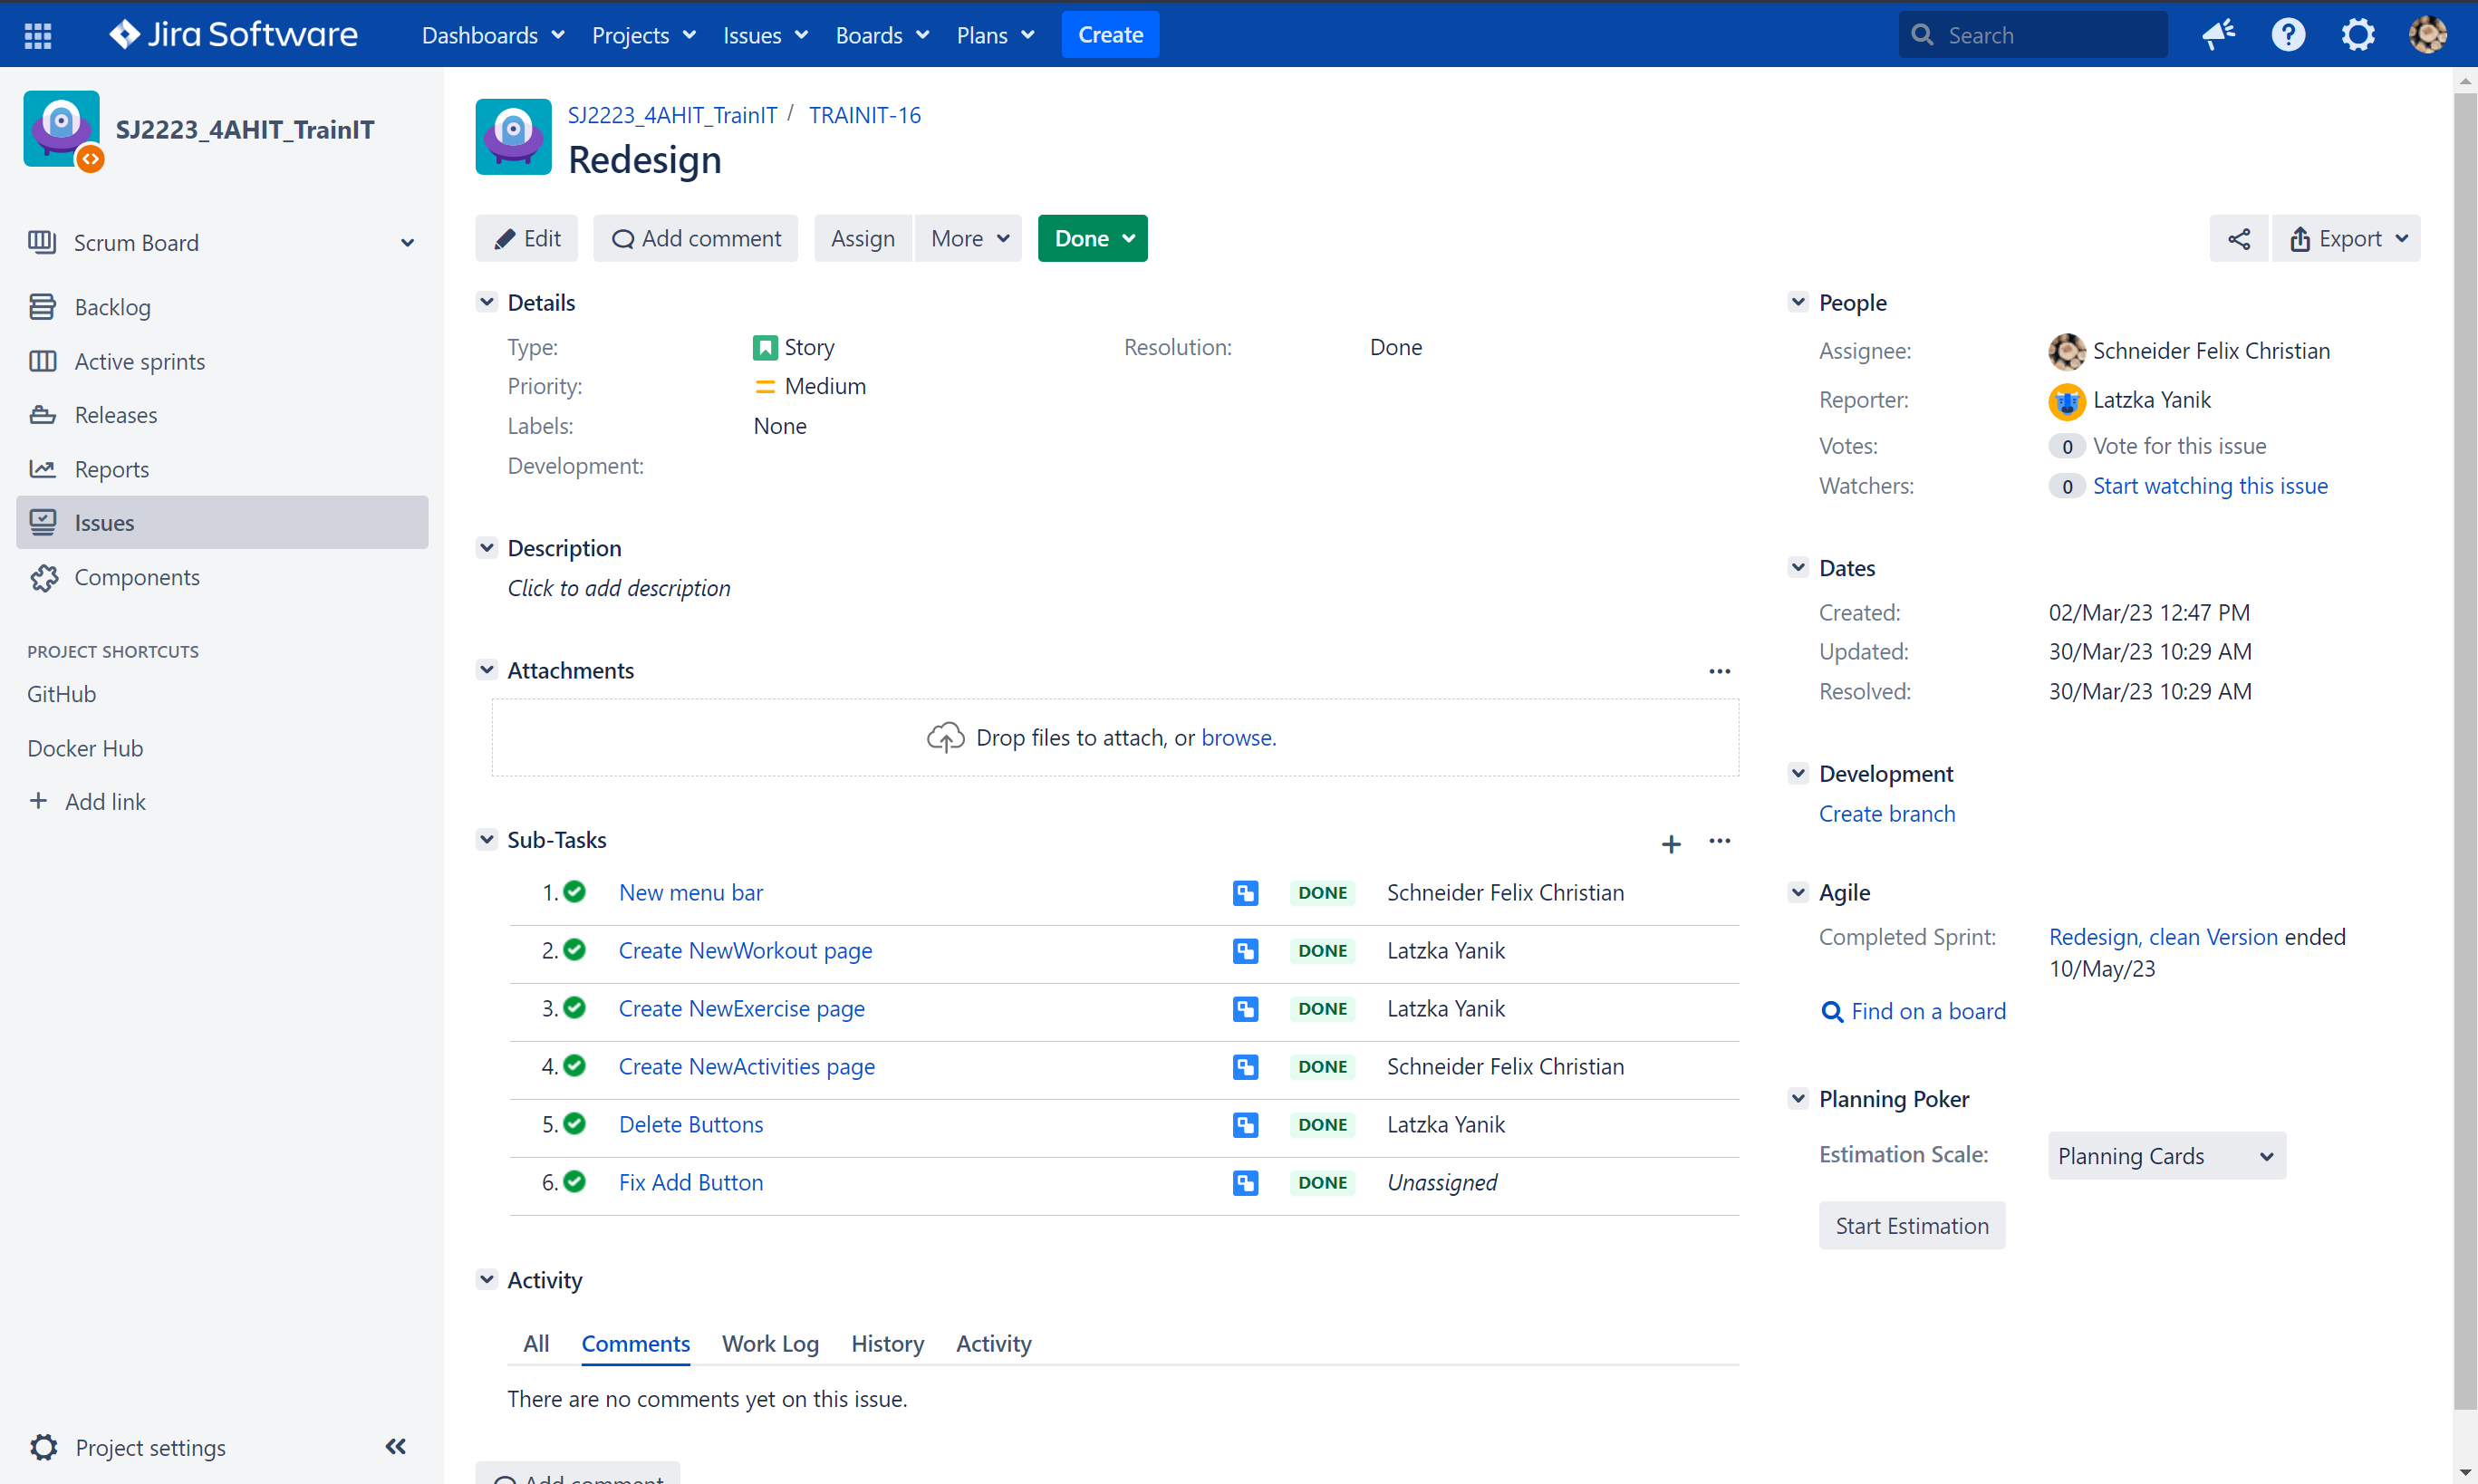 Jira Software
Dashboards
Projects
Issues
Boards
Plans
Create
Search
SJ2223_4AHIT_TrainIT
Scrum Board
Backlog
Active sprints
Releases
Reports
Issues
Components
PROJECT SHORTCUTS
GitHub
Docker Hub
+ Add link
Project settings
SJ2223_4AHIT_TrainIT / TRAINIT-16
Redesign
Edit
Add comment
Assign
More
Done
Export
Details
Type: Story
Resolution: Done
Priority: Medium
Labels: None
Development:
Description
Click to add description
Attachments
Drop files to attach, or browse.
Sub-Tasks
1. New menu bar DONE Schneider Felix Christian
2. Create NewWorkout page DONE Latzka Yanik
3. Create NewExercise page DONE Latzka Yanik
4. Create NewActivities page DONE Schneider Felix Christian
5. Delete Buttons DONE Latzka Yanik
6. Fix Add Button DONE Unassigned
Activity
All Comments Work Log History Activity
There are no comments yet on this issue.
Add comment
People
Assignee: Schneider Felix Christian
Reporter: Latzka Yanik
Votes: 0 Vote for this issue
Watchers: 0 Start watching this issue
Dates
Created: 02/Mar/23 12:47 PM
Updated: 30/Mar/23 10:29 AM
Resolved: 30/Mar/23 10:29 AM
Development
Create branch
Agile
Completed Sprint: Redesign, clean Version ended
10/May/23
Find on a board
Planning Poker
Estimation Scale: Planning Cards
Start Estimation